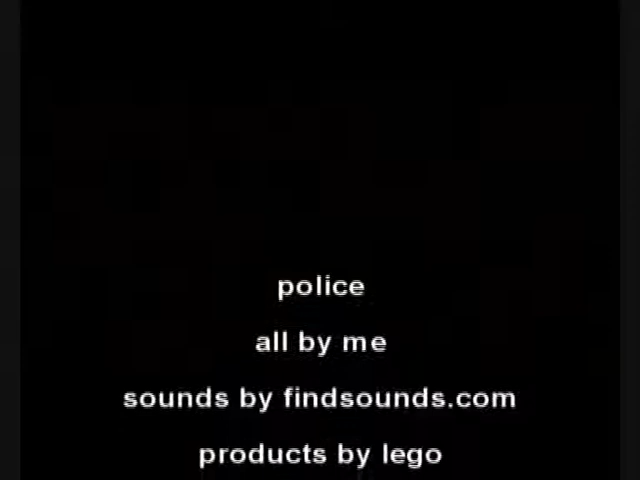 police
all by me
sounds by findsounds.com
products by lego